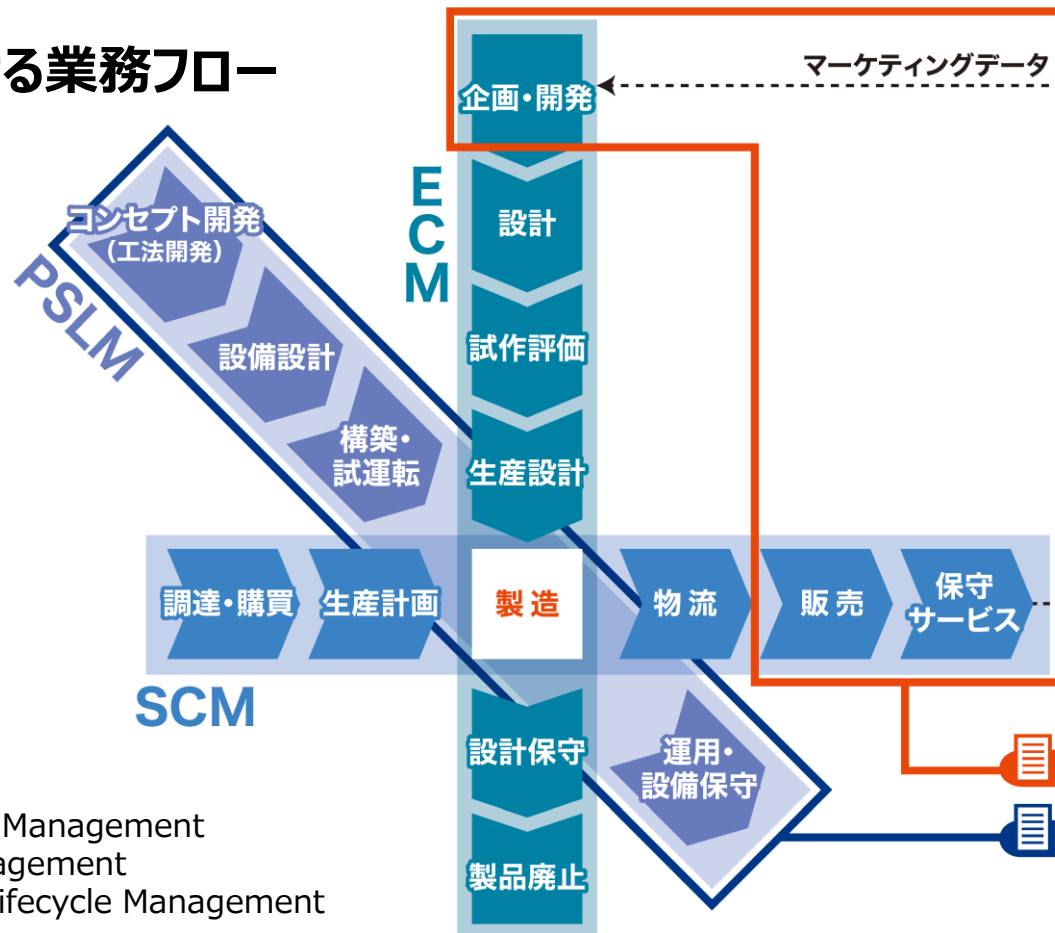 る業務フロー
マーケティングデータ
企画・開発
ECM
設計
試作評価
生産設計
コンセプト開発
(工法開発)
PSLM
設備設計
構築・
試運転
調達・購買
生産計画
製造
物流
販売
保守
サービス
SCM
設計保守
運用・
設備保守
製品廃止
Management
agement
ifecycle Management